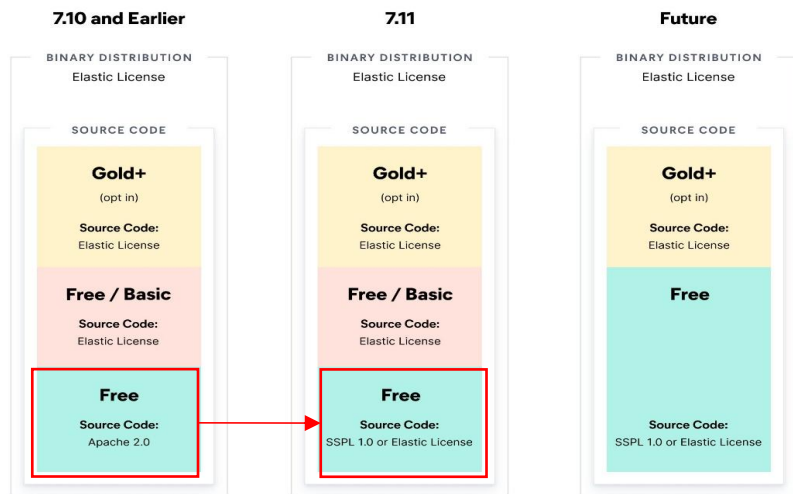 7.10 and Earlier
BINARY DISTRIBUTION
Elastic License
SOURCE CODE
Gold+
(opt in)
Source Code:
Elastic License
Free / Basic
Source Code:
Elastic License
Free
Source Code:
Apache 2.0
7.11
BINARY DISTRIBUTION
Elastic License
SOURCE CODE
Gold+
(opt in)
Source Code:
Elastic License
Free / Basic
Source Code:
Elastic License
Free
Source Code:
SSPL 1.0 or Elastic License
Future
BINARY DISTRIBUTION
Elastic License
SOURCE CODE
Gold+
(opt in)
Source Code:
Elastic License
Free
Source Code:
SSPL 1.0 or Elastic License